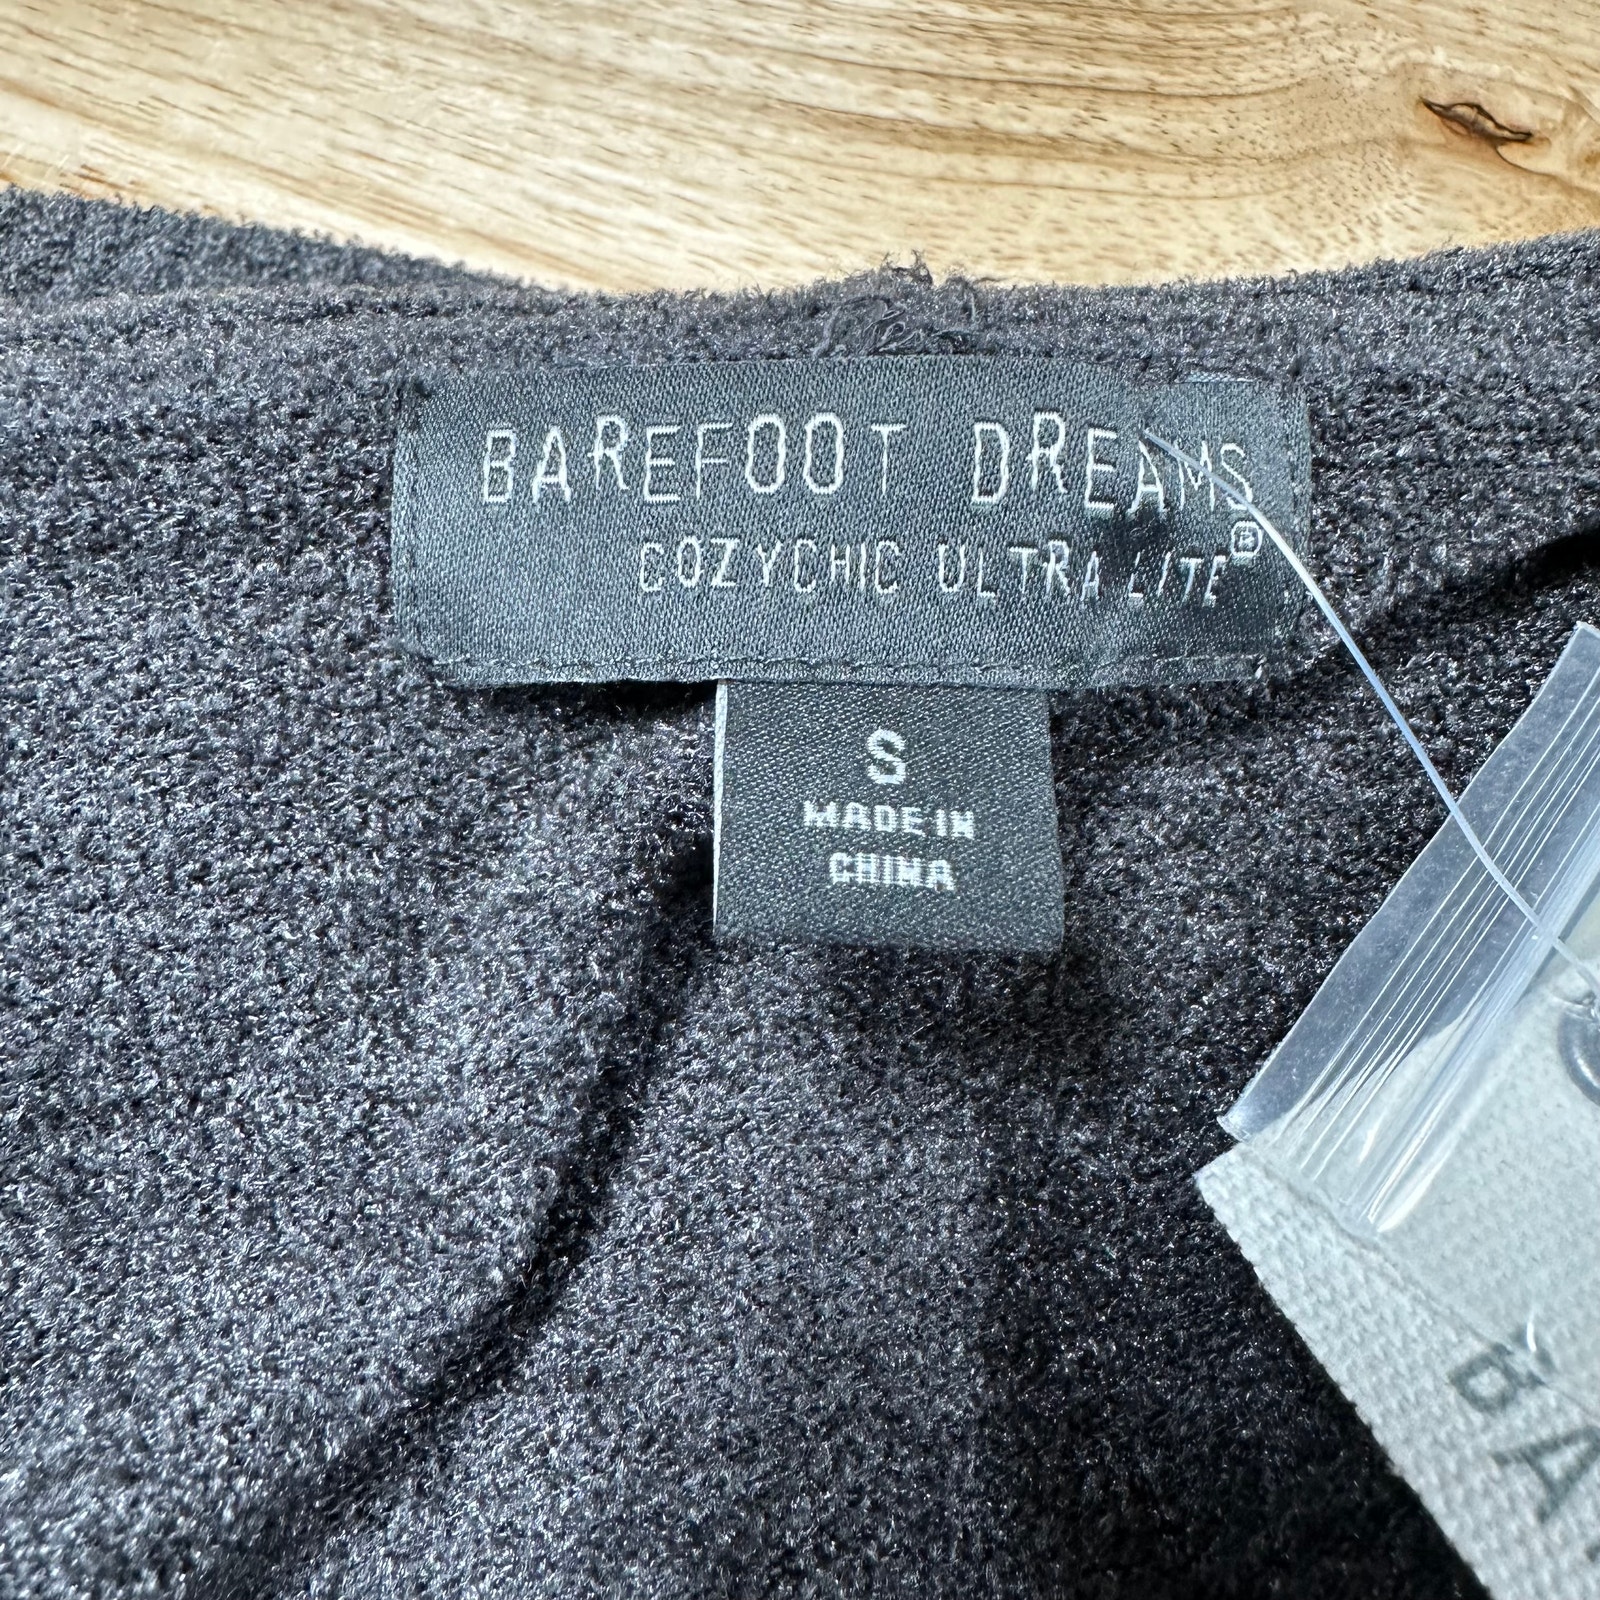 BAREFOOT DREAMS
COZYCHIC ULTRA LITE®
S
MADE IN
CHINA